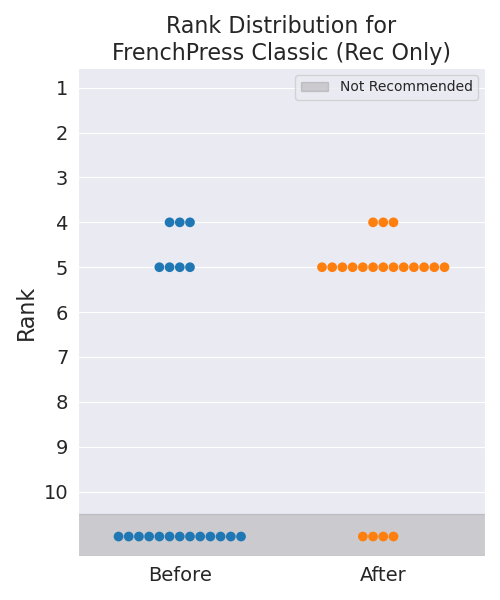 Rank Distribution for
FrenchPress Classic (Rec Only)
Not Recommended
Rank
1
2
3
4
5
6
7
8
9
10
Before
After